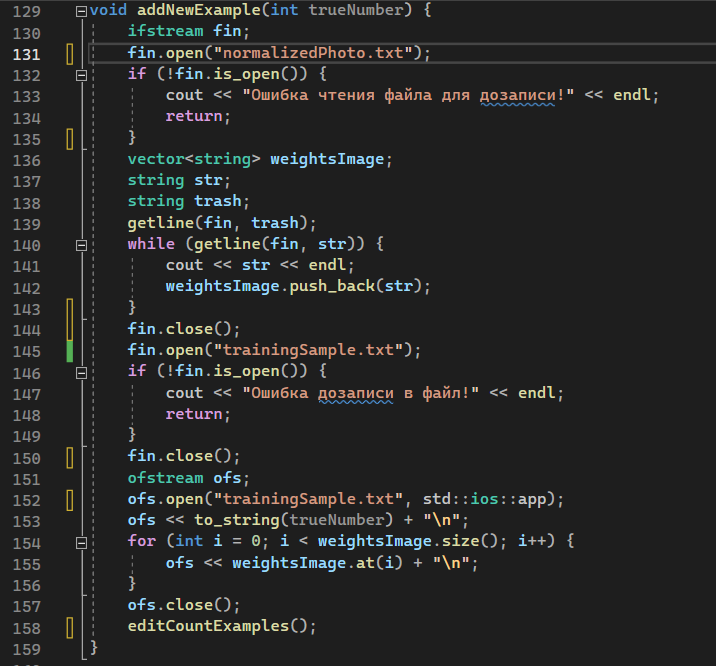 129 void addNewExample(int trueNumber) {
130 ifstream fin;
131 fin.open("normalizedPhoto.txt");
132 if (!fin.is_open()) {
133 cout << "Ошибка чтения файла для дозаписи!" << endl;
134 return;
135 }
136 vector<string> weightsImage;
137 string str;
138 string trash;
139 getline(fin, trash);
140 while (getline(fin, str)) {
141 cout << str << endl;
142 weightsImage.push_back(str);
143 }
144 fin.close();
145 fin.open("trainingSample.txt");
146 if (!fin.is_open()) {
147 cout << "Ошибка дозаписи в файл!" << endl;
148 return;
149 }
150 fin.close();
151 ofstream ofs;
152 ofs.open("trainingSample.txt", std::ios::app);
153 ofs << to_string(trueNumber) + "\n";
154 for (int i = 0; i < weightsImage.size(); i++) {
155 ofs << weightsImage.at(i) + "\n";
156 }
157 ofs.close();
158 editCountExamples();
159 }